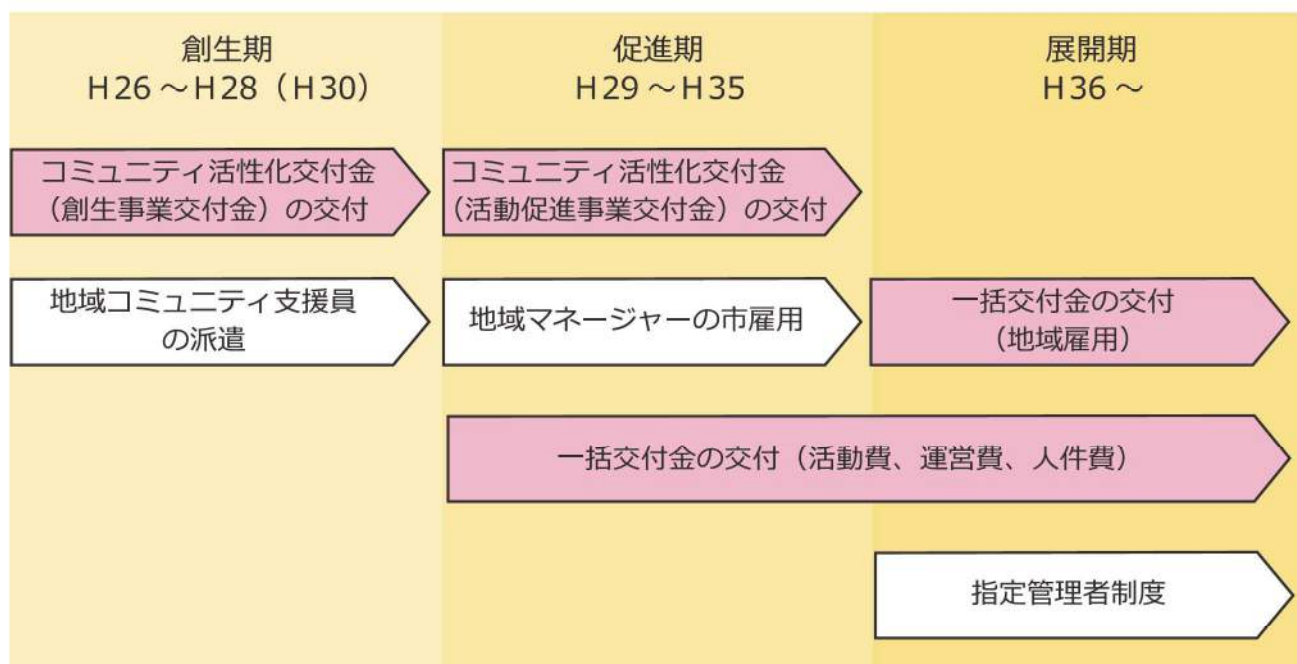 創生期
H26～H28（H30）
促進期
H29～H35
展開期
H36～
コミュニティ活性化交付金
（創生事業交付金）の交付
コミュニティ活性化交付金
（活動促進事業交付金）の交付
地域コミュニティ支援員
の派遣
地域マネージャーの市雇用
一括交付金の交付
（地域雇用）
一括交付金の交付（活動費、運営費、人件費）
指定管理者制度